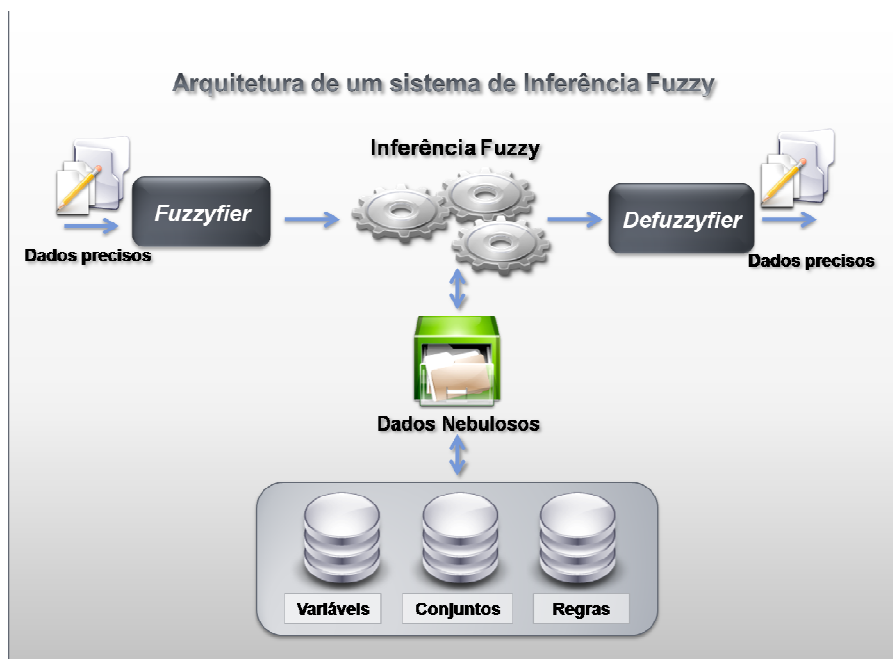 Arquitetura de um sistema de Inferência Fuzzy
Inferência Fuzzy
Fuzzyfier
Defuzzyfier
Dados precisos
Dados precisos
Dados Nebulosos
Variáveis
Conjuntos
Regras